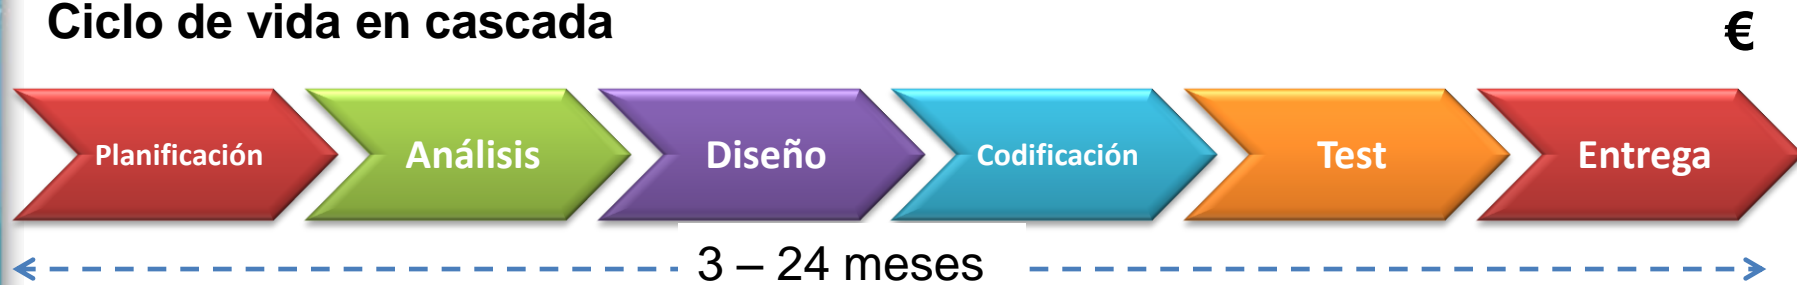 Ciclo de vida en cascada
€
Planificación
Análisis
Diseño
Codificación
Test
Entrega
3 – 24 meses